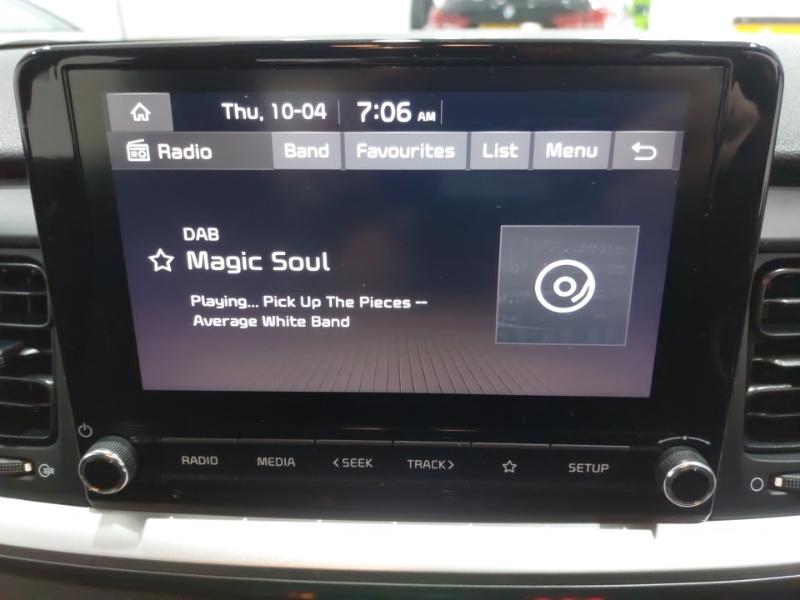 Thu, 10-04 7:06 AM
Radio Band Favourites List Menu
DAB
Magic Soul
Playing... Pick Up The Pieces --
Average White Band
RADIO MEDIA <SEEK TRACK> SETUP